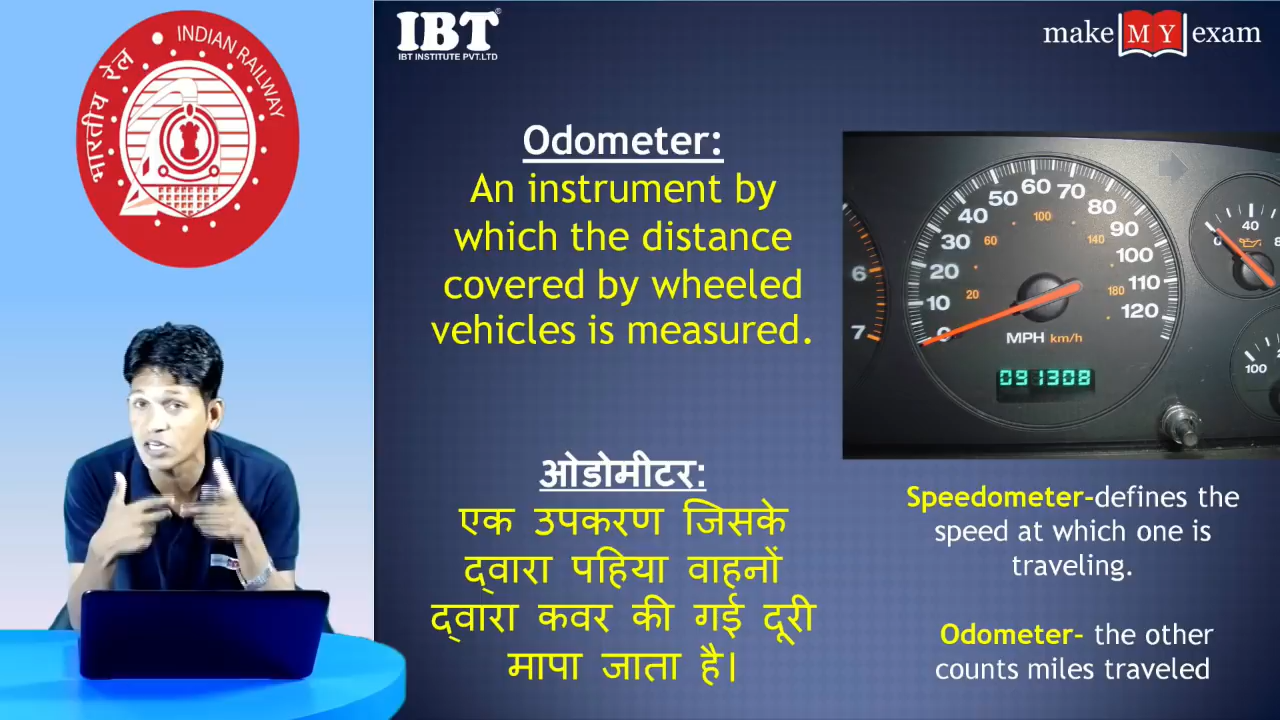 भारतीय रेल
INDIAN RAILWAY
IBT
IBT INSTITUTE PVT.LTD
make MY exam
Odometer:
An instrument by
which the distance
covered by wheeled
vehicles is measured.
ओडोमीटर:
एक उपकरण जिसके
द्वारा पहिया वाहनों
द्वारा कवर की गई दूरी
मापा जाता है।
6
7
0
10
20
30
40
50
60
70
80
90
100
110
120
20
60
100
140
180
MPH km/h
091308
0
40
8
100
Speedometer-defines the
speed at which one is
traveling.
Odometer- the other
counts miles traveled